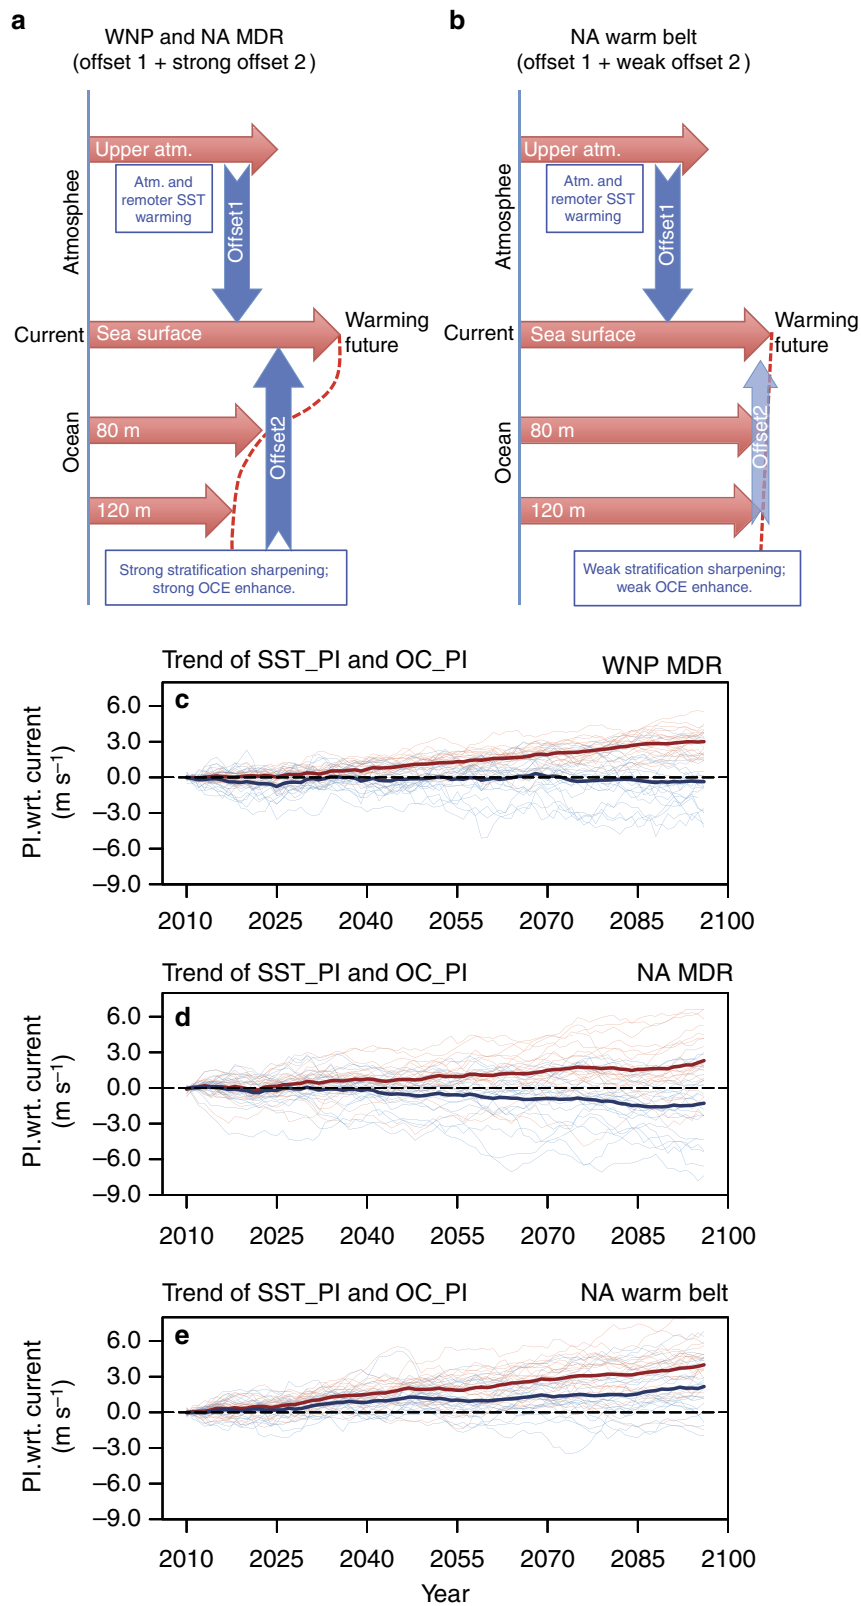 a
WNP and NA MDR
(offset 1 + strong offset 2)
Atmosphee
Upper atm.
Atm. and
remoter SST
warming
Offset1
Current
Sea surface
Warming
future
Ocean
80 m
120 m
Offset2
Strong stratification sharpening;
strong OCE enhance.
b
NA warm belt
(offset 1 + weak offset 2)
Atmosphere
Upper atm.
Atm. and
remoter SST
warming
Offset1
Current
Sea surface
Warming
future
Ocean
80 m
120 m
Offset2
Weak stratification sharpening;
weak OCE enhance.
Trend of SST_PI and OC_PI
WNP MDR
c
PI.wrt. current
(m s⁻¹)
6.0
3.0
0.0
−3.0
−6.0
−9.0
2010 2025 2040 2055 2070 2085 2100
Trend of SST_PI and OC_PI
NA MDR
d
PI.wrt. current
(m s⁻¹)
6.0
3.0
0.0
−3.0
−6.0
−9.0
2010 2025 2040 2055 2070 2085 2100
Trend of SST_PI and OC_PI
NA warm belt
e
PI.wrt. current
(m s⁻¹)
6.0
3.0
0.0
−3.0
−6.0
−9.0
2010 2025 2040 2055 2070 2085 2100
Year